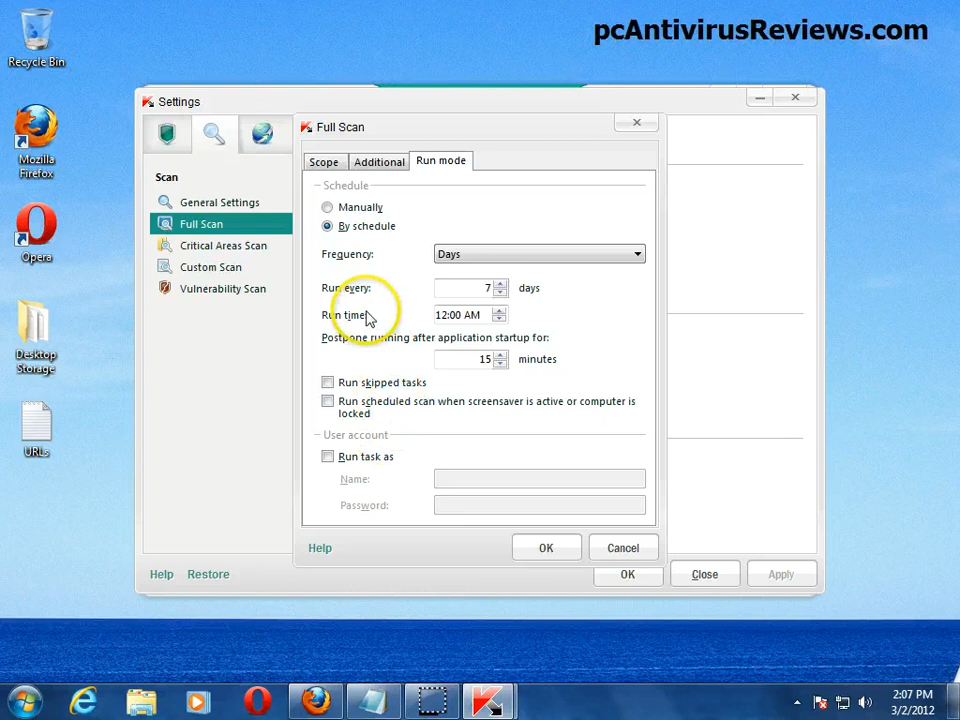 pcAntivirusReviews.com
Recycle Bin
Mozilla
Firefox
Opera
Desktop
Storage
URLs
Settings
Scan
General Settings
Full Scan
Critical Areas Scan
Custom Scan
Vulnerability Scan
Help
Restore
Full Scan
Scope
Additional
Run mode
Schedule
Manually
By schedule
Frequency:
Days
Run every:
7
days
Run time:
12:00 AM
Postpone running after application startup for:
15
minutes
Run skipped tasks
Run scheduled scan when screensaver is active or computer is
locked
User account
Run task as
Name:
Password:
Help
OK
Cancel
OK
Close
Apply
2:07 PM
3/2/2012